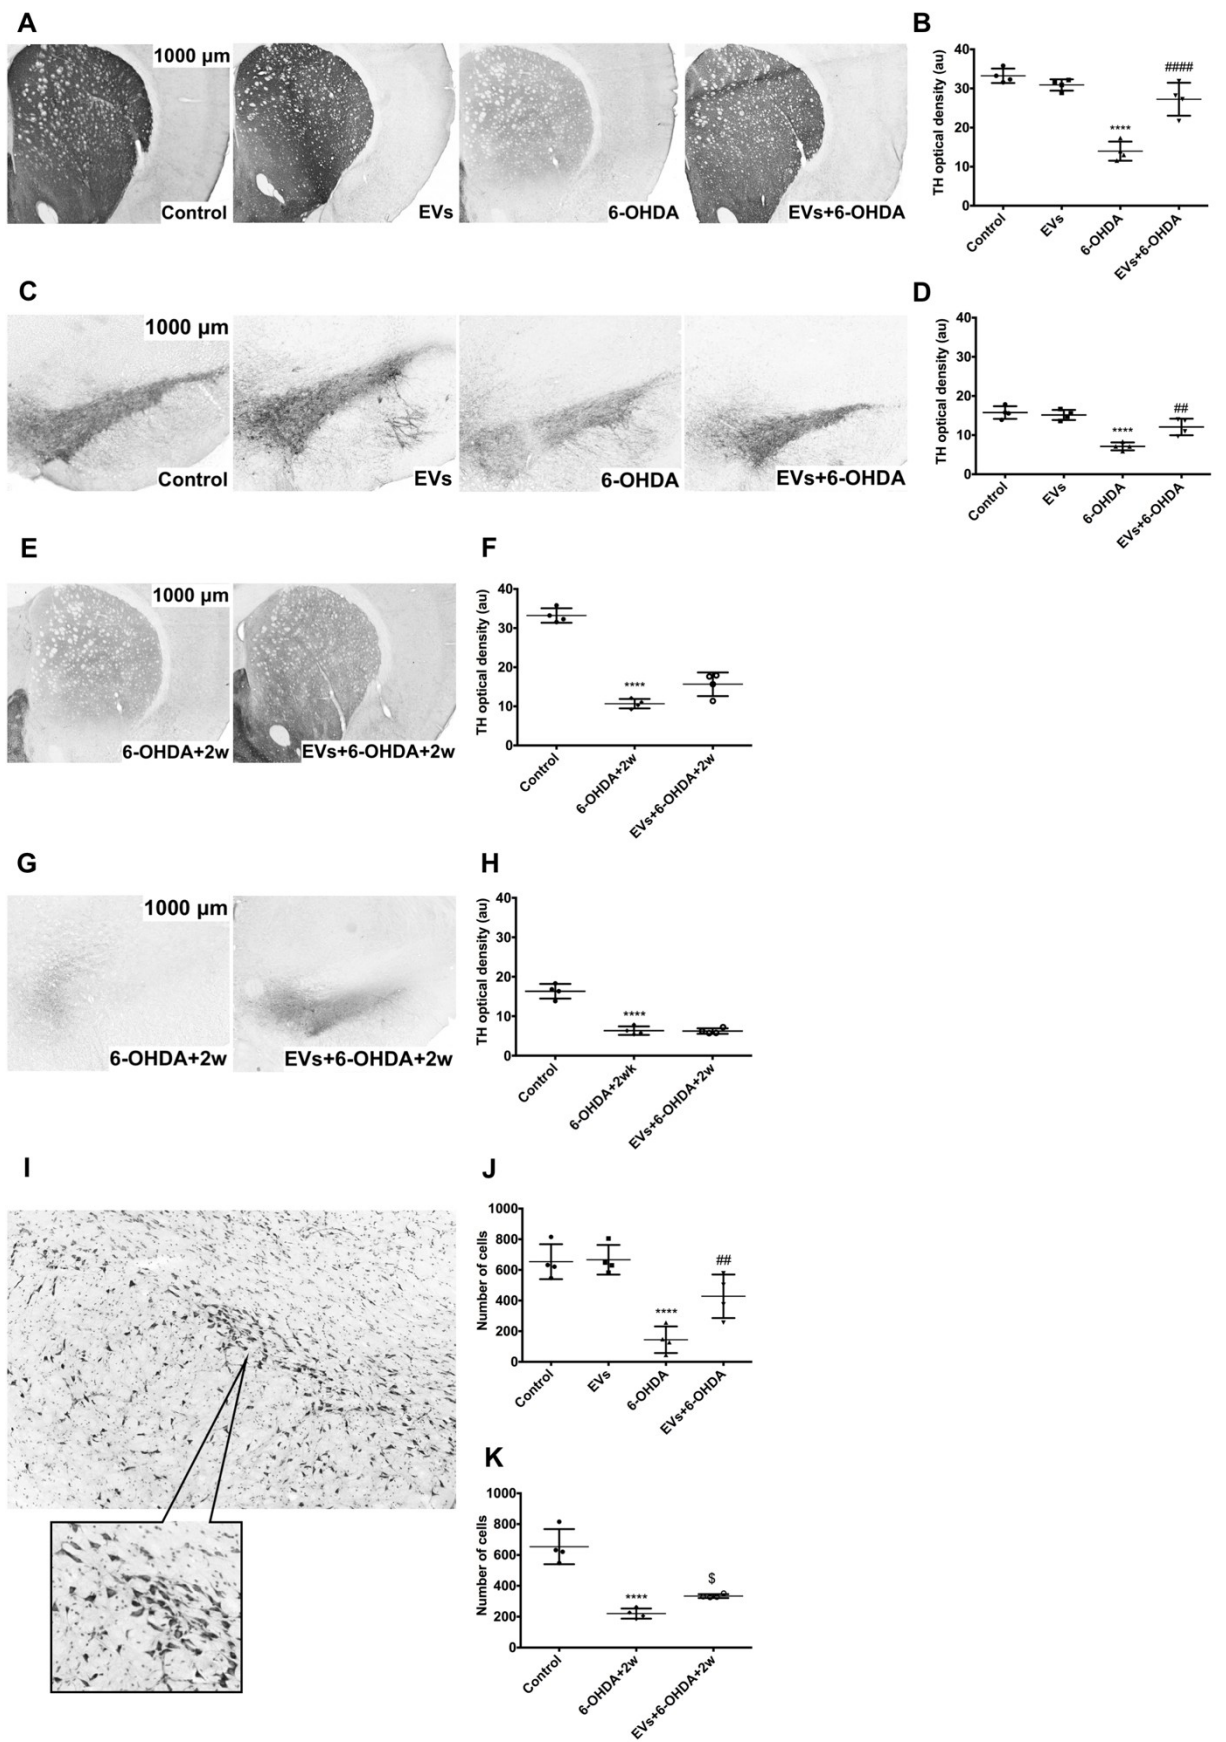 A
1000 µm
Control
EVs
6-OHDA
EVs+6-OHDA
B
TH optical density (au)
40
30
20
10
0
****
####
Control
EVs
6-OHDA
EVs+6-OHDA
C
1000 µm
Control
EVs
6-OHDA
EVs+6-OHDA
D
TH optical density (au)
40
30
20
10
0
****
##
Control
EVs
6-OHDA
EVs+6-OHDA
E
1000 µm
6-OHDA+2w
EVs+6-OHDA+2w
F
TH optical density (au)
40
30
20
10
0
****
Control
6-OHDA+2w
EVs+6-OHDA+2w
G
1000 µm
6-OHDA+2w
EVs+6-OHDA+2w
H
TH optical density (au)
40
30
20
10
0
****
Control
6-OHDA+2wk
EVs+6-OHDA+2w
I
J
Number of cells
1000
800
600
400
200
0
****
##
Control
EVs
6-OHDA
EVs+6-OHDA
K
Number of cells
1000
800
600
400
200
0
****
$
Control
6-OHDA+2w
EVs+6-OHDA+2w